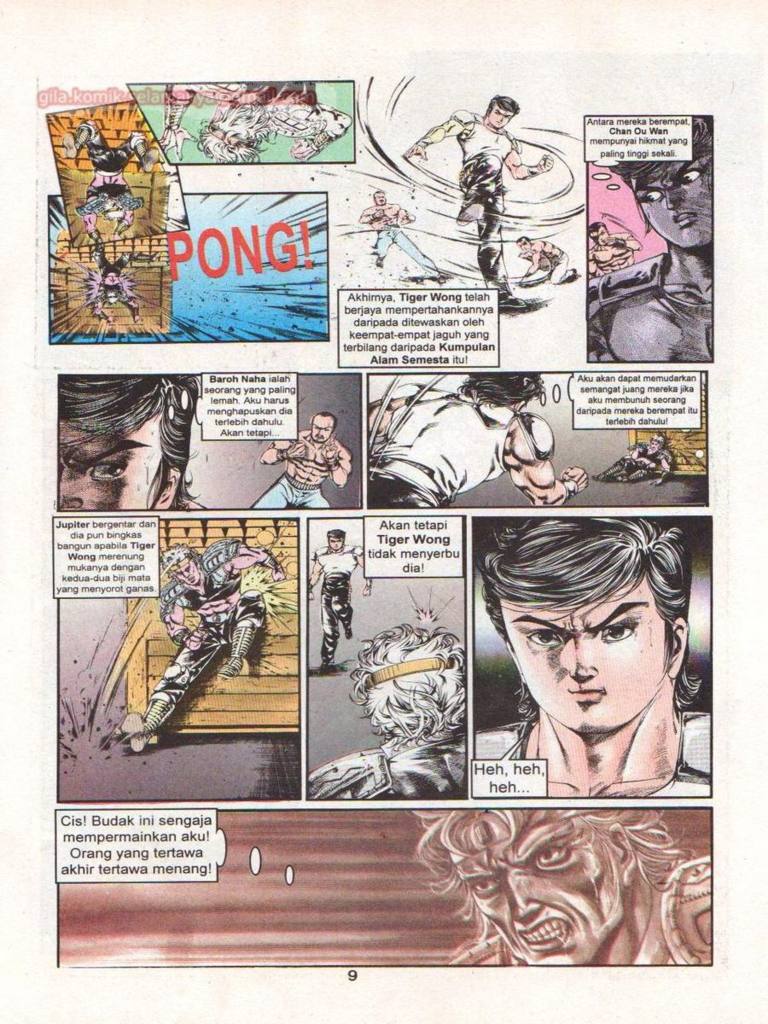 PONG!
Akhirnya, Tiger Wong telah
berjaya mempertahankannya
daripada ditewaskan oleh
keempat-empat jaguh yang
terbilang daripada Kumpulan
Alam Semesta itu!
Antara mereka berempat,
Chan Ou Wan
mempunyai hikmat yang
paling tinggi sekali.
Baroh Naha ialah
seorang yang paling
lemah. Aku harus
menghapuskan dia
terlebih dahulu.
Akan tetapi...
Aku akan dapat memudarkan
semangat juang mereka jika
aku membunuh seorang
daripada mereka berempat itu
terlebih dahulu!
Jupiter bergentar dan
dia pun bingkas
bangun apabila Tiger
Wong merenung
mukanya dengan
kedua-dua biji mata
yang menyorot ganas.
Akan tetapi
Tiger Wong
tidak menyerbu
dia!
Heh, heh,
heh...
Cis! Budak ini sengaja
mempermainkan aku!
Orang yang tertawa
akhir tertawa menang!
9